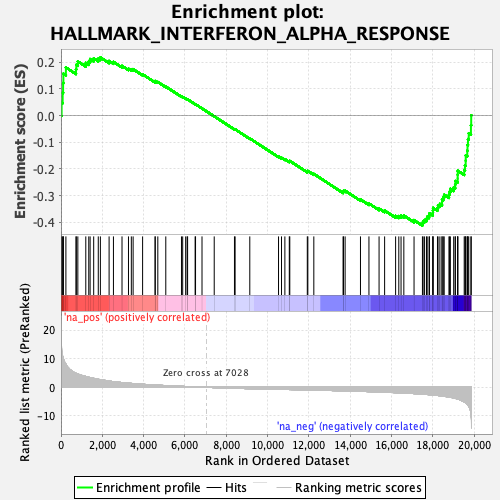 Enrichment plot:
HALLMARK_INTERFERON_ALPHA_RESPONSE
Enrichment score (ES)
0.2
0.1
0.0
-0.1
-0.2
-0.3
-0.4
'na_pos' (positively correlated)
Ranked list metric (PreRanked)
20
10
0
-10
Zero cross at 7028
'na_neg' (negatively correlated)
0
2,000
4,000
6,000
8,000
10,000
12,000
14,000
16,000
18,000
20,000
Rank in Ordered Dataset
Enrichment profile
Hits
Ranking metric scores